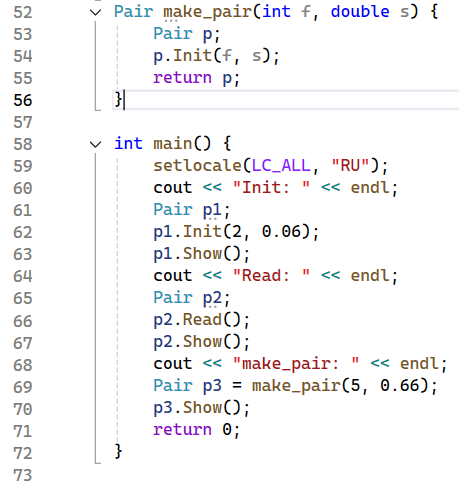 52 Pair make_pair(int f, double s) {
53     Pair p;
54     p.Init(f, s);
55     return p;
56 }
57
58 int main() {
59     setlocale(LC_ALL, "RU");
60     cout << "Init: " << endl;
61     Pair p1;
62     p1.Init(2, 0.06);
63     p1.Show();
64     cout << "Read: " << endl;
65     Pair p2;
66     p2.Read();
67     p2.Show();
68     cout << "make_pair: " << endl;
69     Pair p3 = make_pair(5, 0.66);
70     p3.Show();
71     return 0;
72 }
73